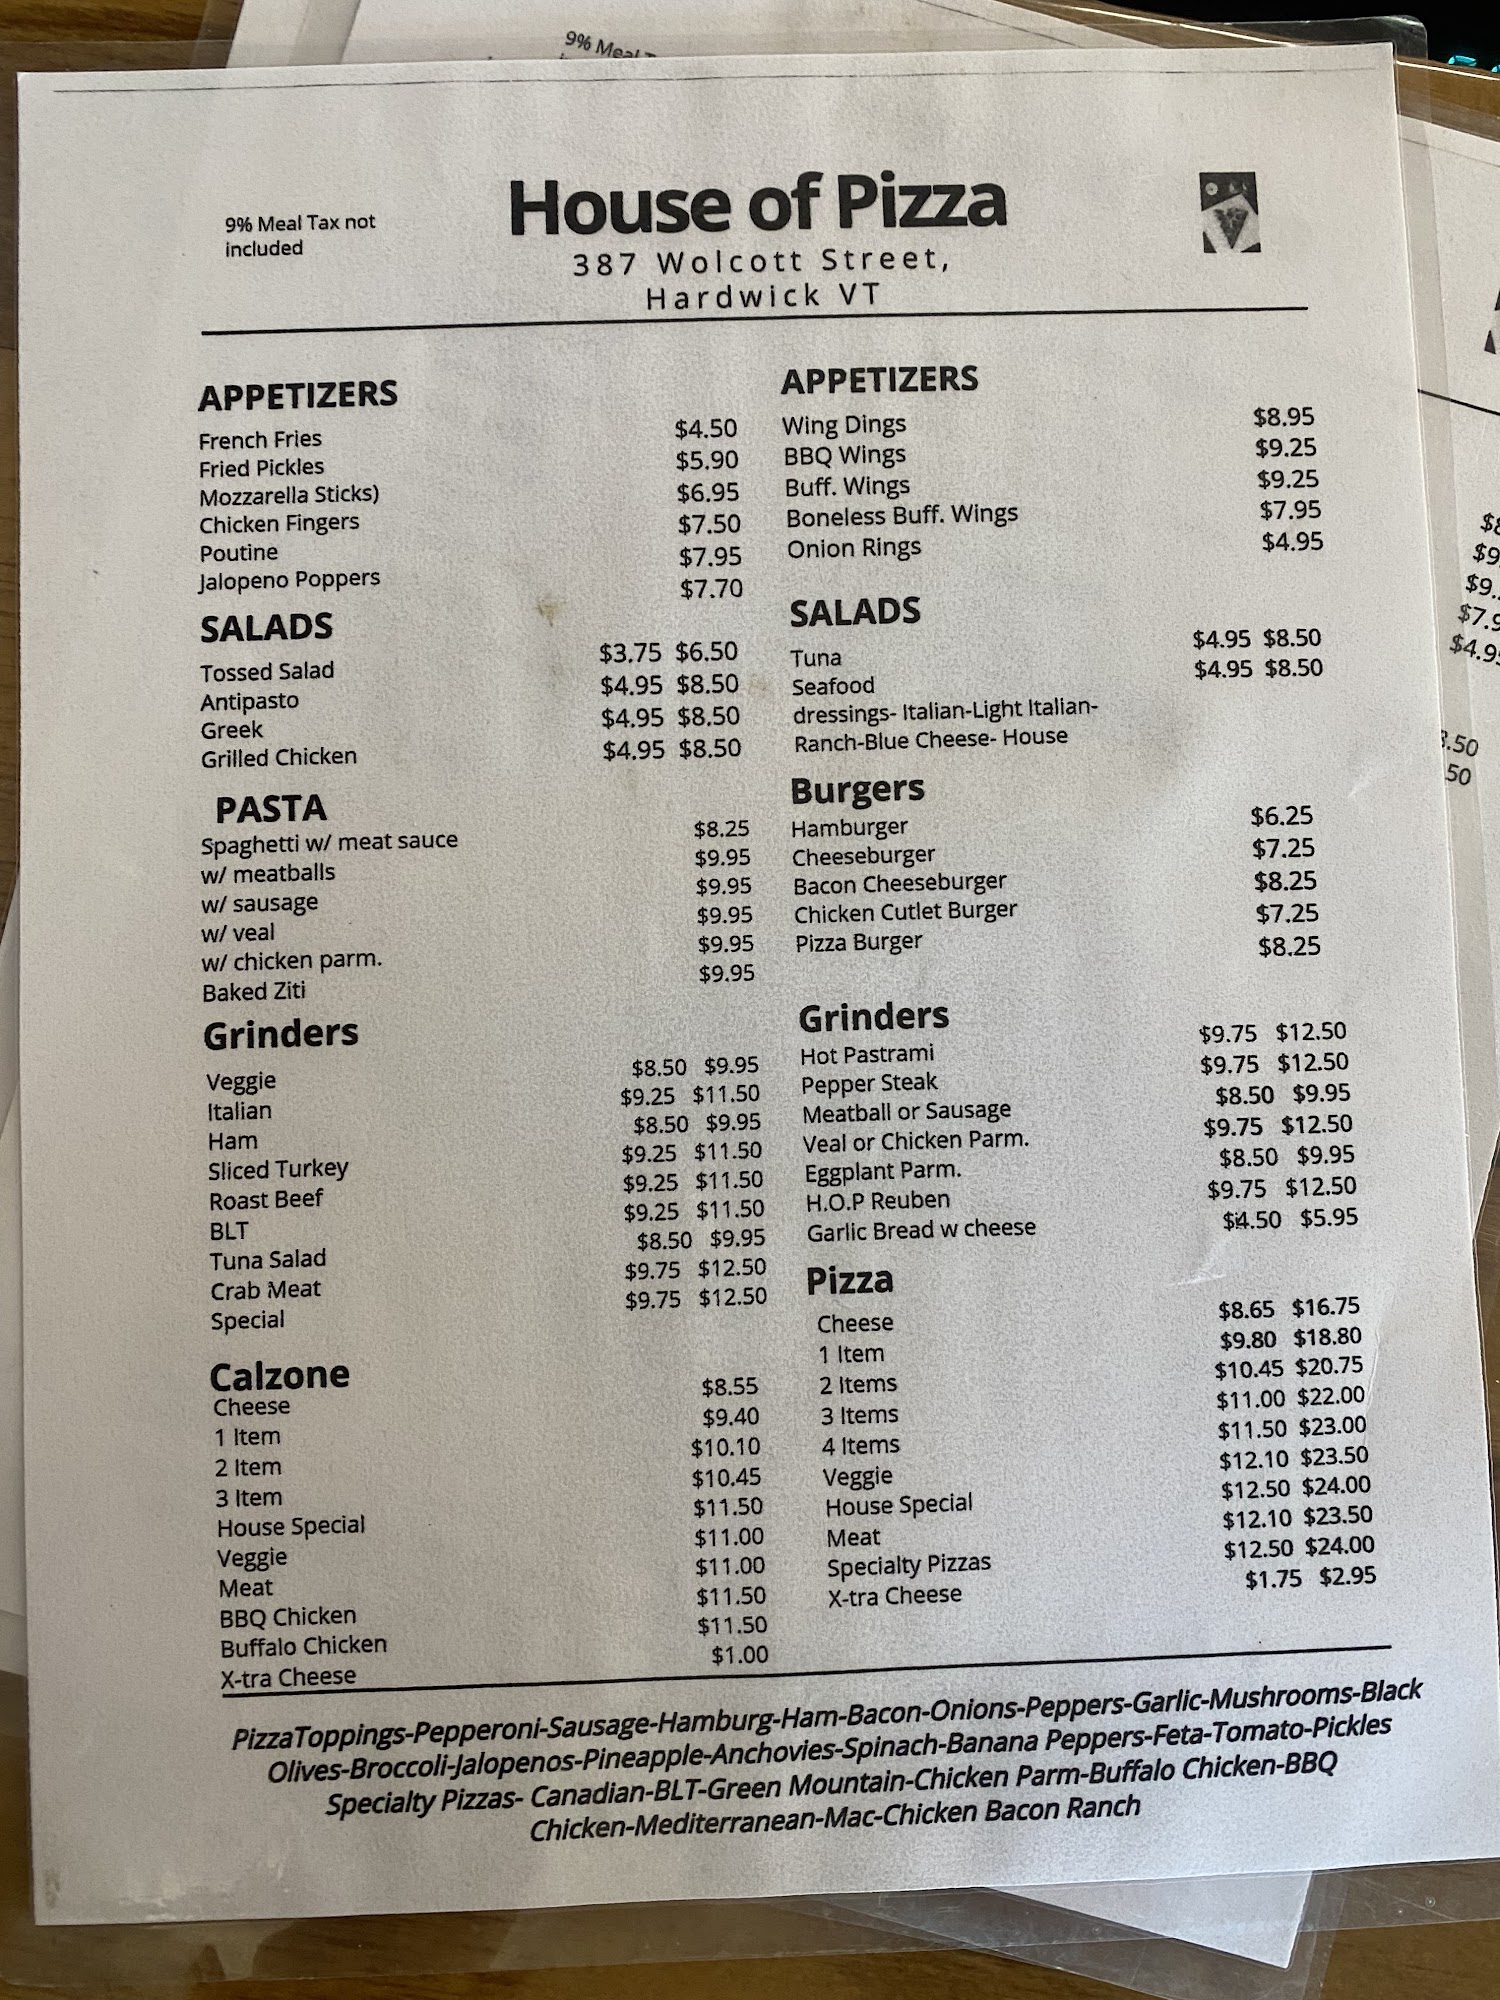 9% Meal
9% Meal Tax not
included
House of Pizza
387 Wolcott Street,
Hardwick VT
APPETIZERS
French Fries $4.50
Fried Pickles $5.90
Mozzarella Sticks) $6.95
Chicken Fingers $7.50
Poutine $7.95
Jalopeno Poppers $7.70
SALADS
Tossed Salad $3.75 $6.50
Antipasto $4.95 $8.50
Greek $4.95 $8.50
Grilled Chicken $4.95 $8.50
PASTA
Spaghetti w/ meat sauce $8.25
w/ meatballs $9.95
w/ sausage $9.95
w/ veal $9.95
w/ chicken parm. $9.95
Baked Ziti $9.95
Grinders
Veggie $8.50 $9.95
Italian $9.25 $11.50
Ham $8.50 $9.95
Sliced Turkey $9.25 $11.50
Roast Beef $9.25 $11.50
BLT $9.25 $11.50
Tuna Salad $8.50 $9.95
Crab Meat $9.75 $12.50
Special $9.75 $12.50
Calzone
Cheese $8.55
1 Item $9.40
2 Item $10.10
3 Item $10.45
House Special $11.50
Veggie $11.00
Meat $11.00
BBQ Chicken $11.50
Buffalo Chicken $11.50
X-tra Cheese $1.00
APPETIZERS
Wing Dings $8.95
BBQ Wings $9.25
Buff. Wings $9.25
Boneless Buff. Wings $7.95
Onion Rings $4.95
SALADS
Tuna $4.95 $8.50
Seafood $4.95 $8.50
dressings- Italian-Light Italian-
Ranch-Blue Cheese- House
Burgers
Hamburger $6.25
Cheeseburger $7.25
Bacon Cheeseburger $8.25
Chicken Cutlet Burger $7.25
Pizza Burger $8.25
Grinders
Hot Pastrami $9.75 $12.50
Pepper Steak $9.75 $12.50
Meatball or Sausage $8.50 $9.95
Veal or Chicken Parm. $9.75 $12.50
Eggplant Parm. $8.50 $9.95
H.O.P Reuben $9.75 $12.50
Garlic Bread w cheese $4.50 $5.95
Pizza
Cheese $8.65 $16.75
1 Item $9.80 $18.80
2 Items $10.45 $20.75
3 Items $11.00 $22.00
4 Items $11.50 $23.00
Veggie $12.10 $23.50
House Special $12.50 $24.00
Meat $12.10 $23.50
Specialty Pizzas $12.50 $24.00
X-tra Cheese $1.75 $2.95
PizzaToppings-Pepperoni-Sausage-Hamburg-Ham-Bacon-Onions-Peppers-Garlic-Mushrooms-Black
Olives-Broccoli-Jalopenos-Pineapple-Anchovies-Spinach-Banana Peppers-Feta-Tomato-Pickles
Specialty Pizzas- Canadian-BLT-Green Mountain-Chicken Parm-Buffalo Chicken-BBQ
Chicken-Mediterranean-Mac-Chicken Bacon Ranch